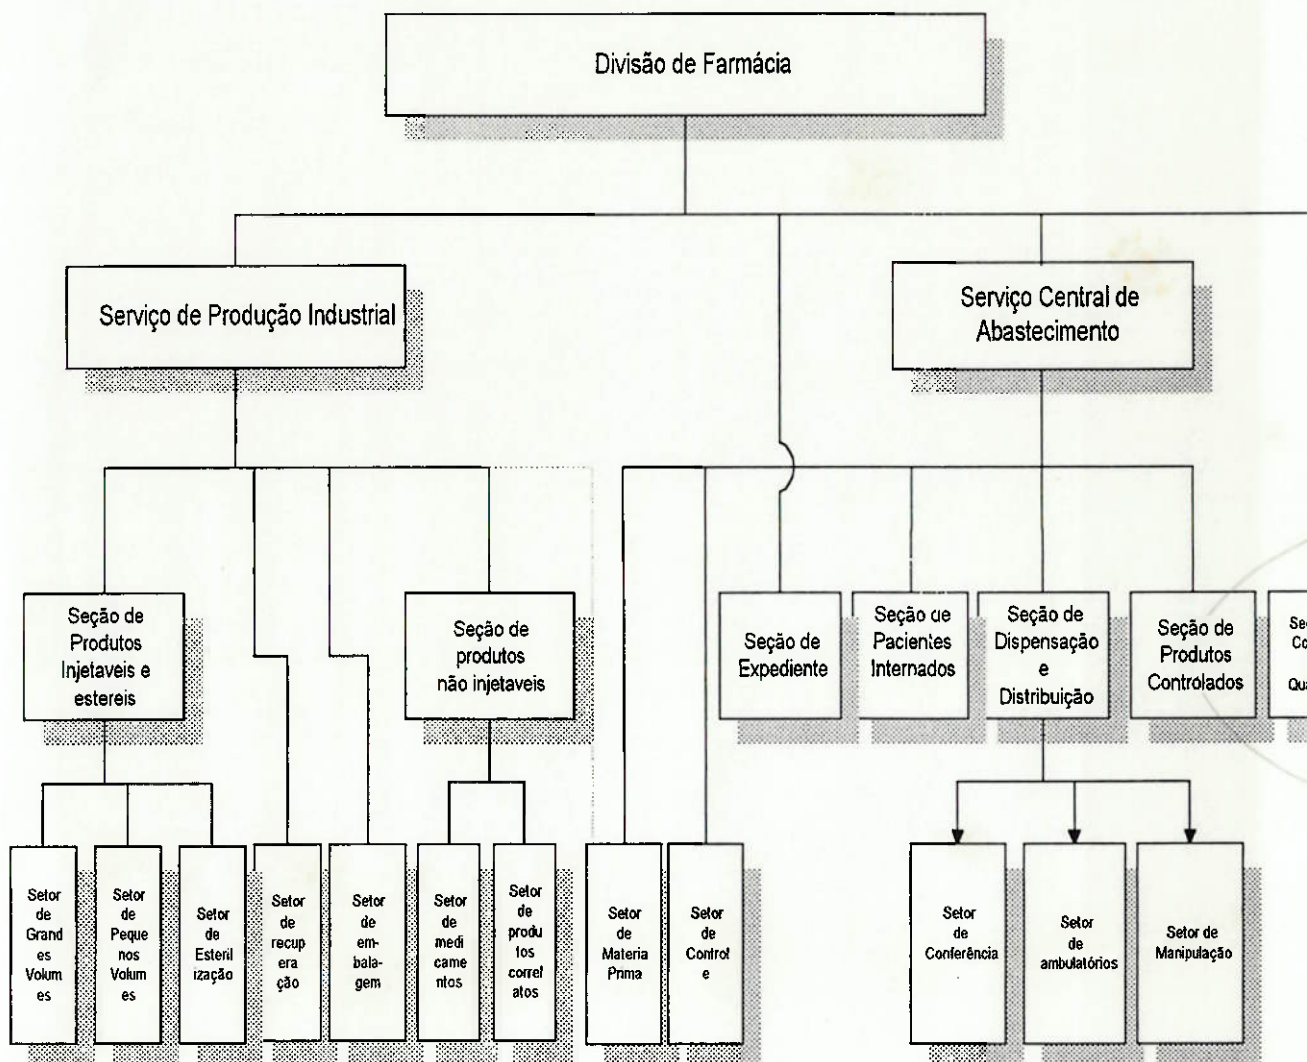 Divisão de Farmácia
Serviço de Produção Industrial
Serviço Central de
Abastecimento
Seção de
Produtos
Injetaveis e
estereis
Seção de
produtos
não injetaveis
Seção de
Expediente
Seção de
Pacientes
Internados
Seção de
Dispensação
e
Distribuição
Seção de
Produtos
Controlados
Se
Co
Qua
Setor
de
Grand
es
Volum
es
Setor
de
Peque
nos
Volum
es
Setor
de
Esteril
ização
Setor
de
recup
era
ção
Setor
de
em-
bala-
gem
Setor
de
medi
came
ntos
Setor
de
produ
tos
correl
atos
Setor
de
Materia
Prima
Setor
de
Control
e
Setor
de
Conferência
Setor
de
ambulatórios
Setor de
Manipulação